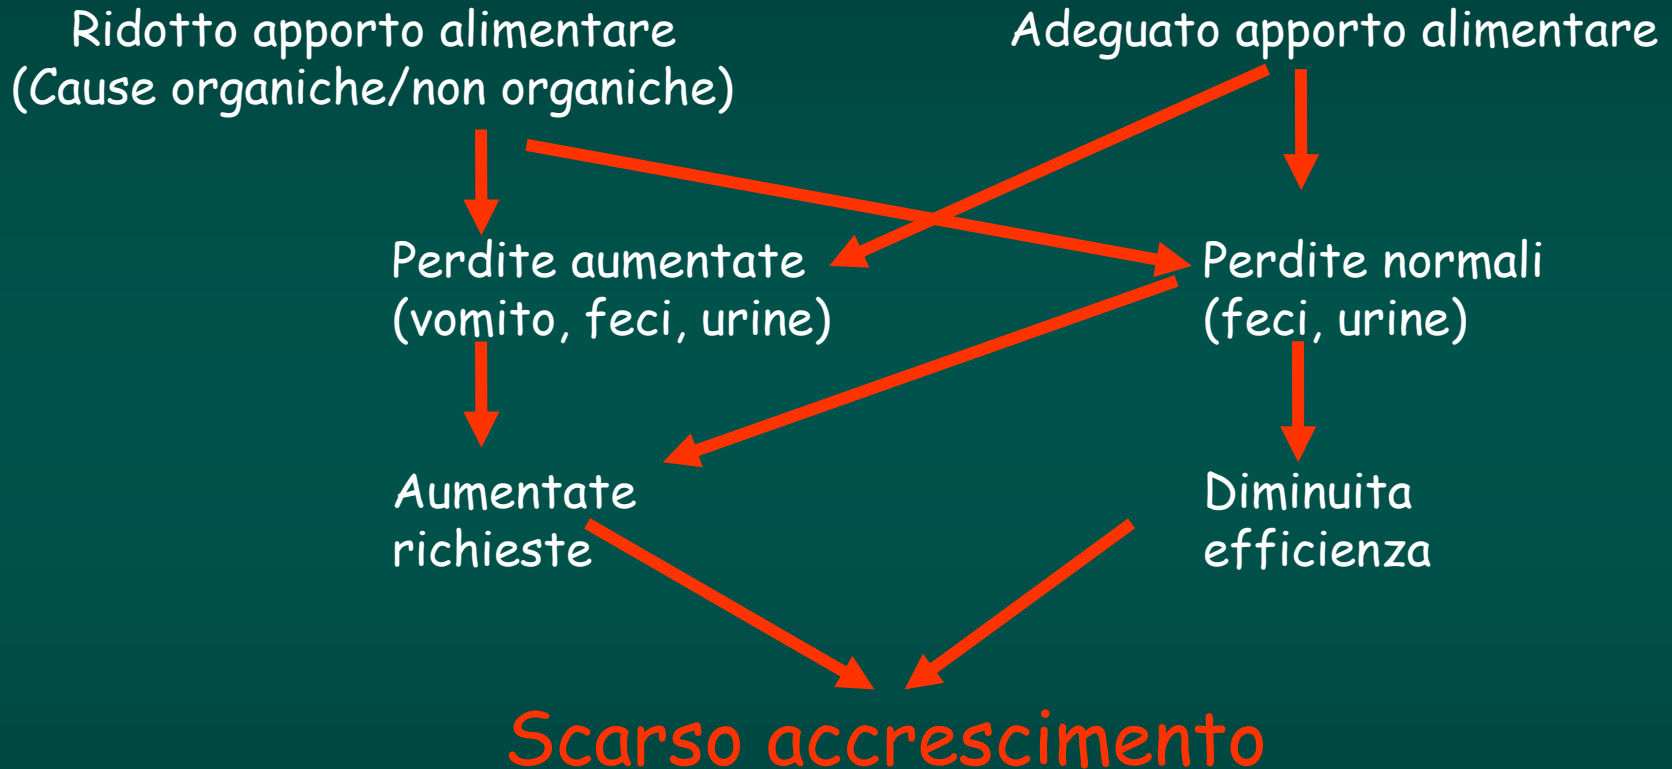 Ridotto apporto alimentare
(Cause organiche/non organiche)
Adeguato apporto alimentare
Perdite aumentate
(vomito, feci, urine)
Perdite normali
(feci, urine)
Aumentate
richieste
Diminuita
efficienza
Scarso accrescimento